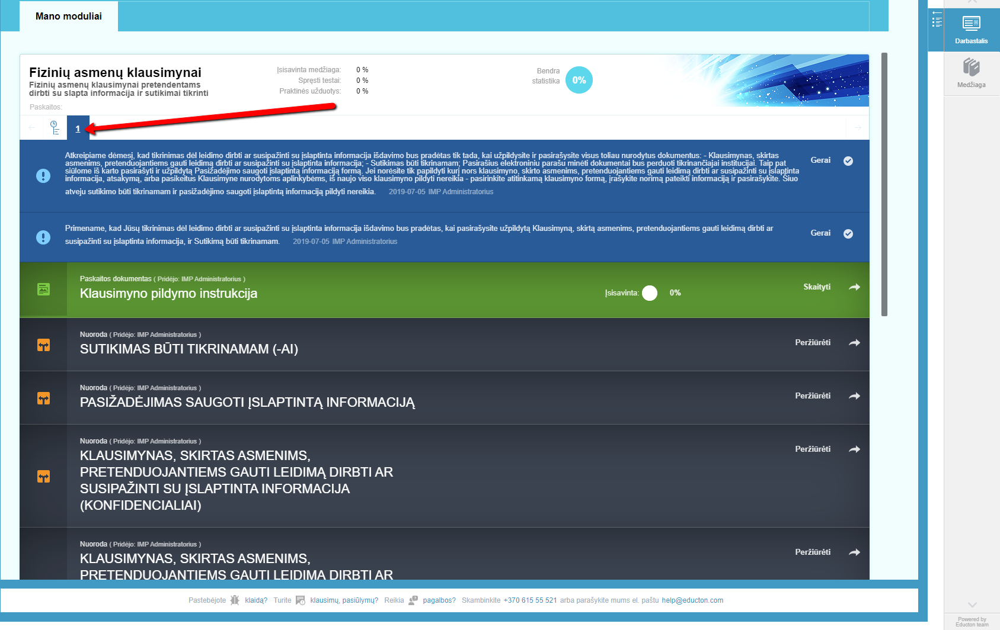 Mano moduliai
Darbastalis
Medžiaga
Fizinių asmenų klausimynai
Fizinių asmenų klausimynai pretendentams
dirbti su slapta informacija ir sutikimai tikrinti
Įsisavinta medžiaga: 0 %
Spręsti testai: 0 %
Praktinės užduotys: 0 %
Bendra
statistika
0%
Paskaitos:
1
Atkreipiame dėmesį, kad tikrinimas dėl leidimo dirbti ar susipažinti su įslaptinta informacija išdavimo bus pradėtas tik tada, kai užpildysite ir pasirašysite visus toliau nurodytus dokumentus: - Klausimynas, skirtas
asmenims, pretenduojantiems gauti leidimą dirbti ar susipažinti su įslaptinta informacija; - Sutikimas būti tikrinamam; Pasirašius elektroniniu parašu minėti dokumentai bus perduoti tikrinančiajai institucijai. Taip pat
siūlome iš karto pasirašyti ir užpildytą Pasižadėjimo saugoti įslaptintą informaciją formą. Jei norėsite tik papildyti kurį nors klausimyno, skirto asmenims, pretenduojantiems gauti leidimą dirbti ar susipažinti su įslaptinta
informacija, atsakymą, arba pasikeitus Klausimyne nurodytoms aplinkybėms, iš naujo viso klausimyno pildyti nereikia - pasirinkite atitinkamą klausimyno formą, įrašykite norimą pateikti informaciją ir pasirašykite. Šiuo
atveju sutikimo būti tikrinamam ir pasižadėjimo saugoti įslaptintą informaciją pildyti nereikia. 2019-07-05 IMP Administratorius
Gerai
Primename, kad Jūsų tikrinimas dėl leidimo dirbti ar susipažinti su įslaptinta informacija išdavimo bus pradėtas, kai pasirašysite užpildytą Klausimyną, skirtą asmenims, pretenduojantiems gauti leidimą dirbti ar
susipažinti su įslaptinta informacija, ir Sutikimą būti tikrinamam. 2019-07-05 IMP Administratorius
Gerai
Paskaitos dokumentas ( Pridėjo: IMP Administratorius )
Klausimyno pildymo instrukcija
Įsisavinta: 0%
Skaityti
Nuoroda ( Pridėjo: IMP Administratorius )
SUTIKIMAS BŪTI TIKRINAMAM (-AI)
Peržiūrėti
Nuoroda ( Pridėjo: IMP Administratorius )
PASIŽADĖJIMAS SAUGOTI ĮSLAPTINTĄ INFORMACIJĄ
Peržiūrėti
Nuoroda ( Pridėjo: IMP Administratorius )
KLAUSIMYNAS, SKIRTAS ASMENIMS,
PRETENDUOJANTIEMS GAUTI LEIDIMĄ DIRBTI AR
SUSIPAŽINTI SU ĮSLAPTINTA INFORMACIJA
(KONFIDENCIALIAI)
Peržiūrėti
Nuoroda ( Pridėjo: IMP Administratorius )
KLAUSIMYNAS, SKIRTAS ASMENIMS,
PRETENDUOJANTIEMS GAUTI LEIDIMĄ DIRBTI AR
Peržiūrėti
Pastebėjote klaidą? Turite klausimų, pasiūlymų? Reikia pagalbos? Skambinkite +370 615 55 521 arba parašykite mums el. paštu help@educton.com
Powered by
Educton team